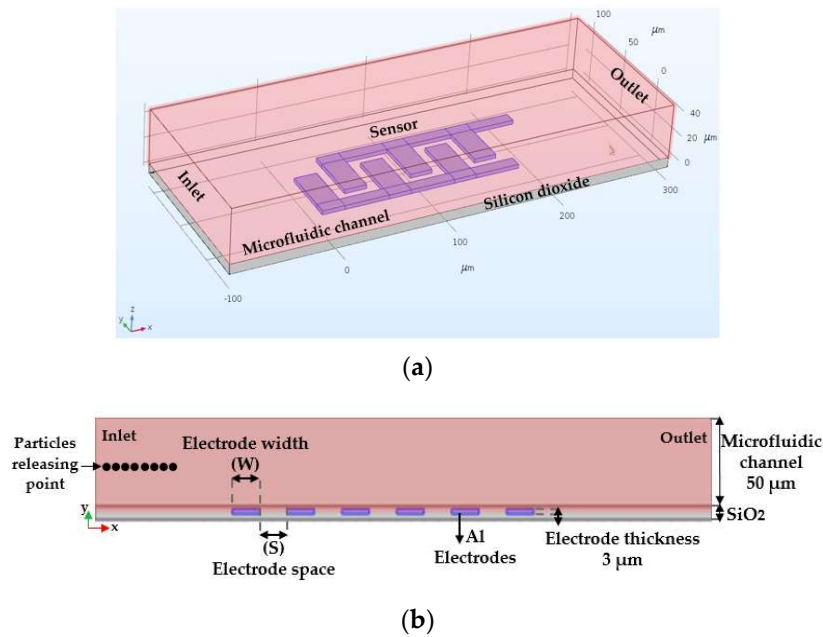 100
μm
50
0
40
20
μm
0
Outlet
Sensor
Inlet
Silicon dioxide
300
Microfluidic channel
200
100
μm
0
-100
z
y
x
(a)
Inlet
Outlet
Particles
releasing
point
Electrode width
(W)
Microfluidic
channel
50 μm
y
x
SiO2
(S)
Electrode space
Al
Electrodes
Electrode thickness
3 μm
(b)